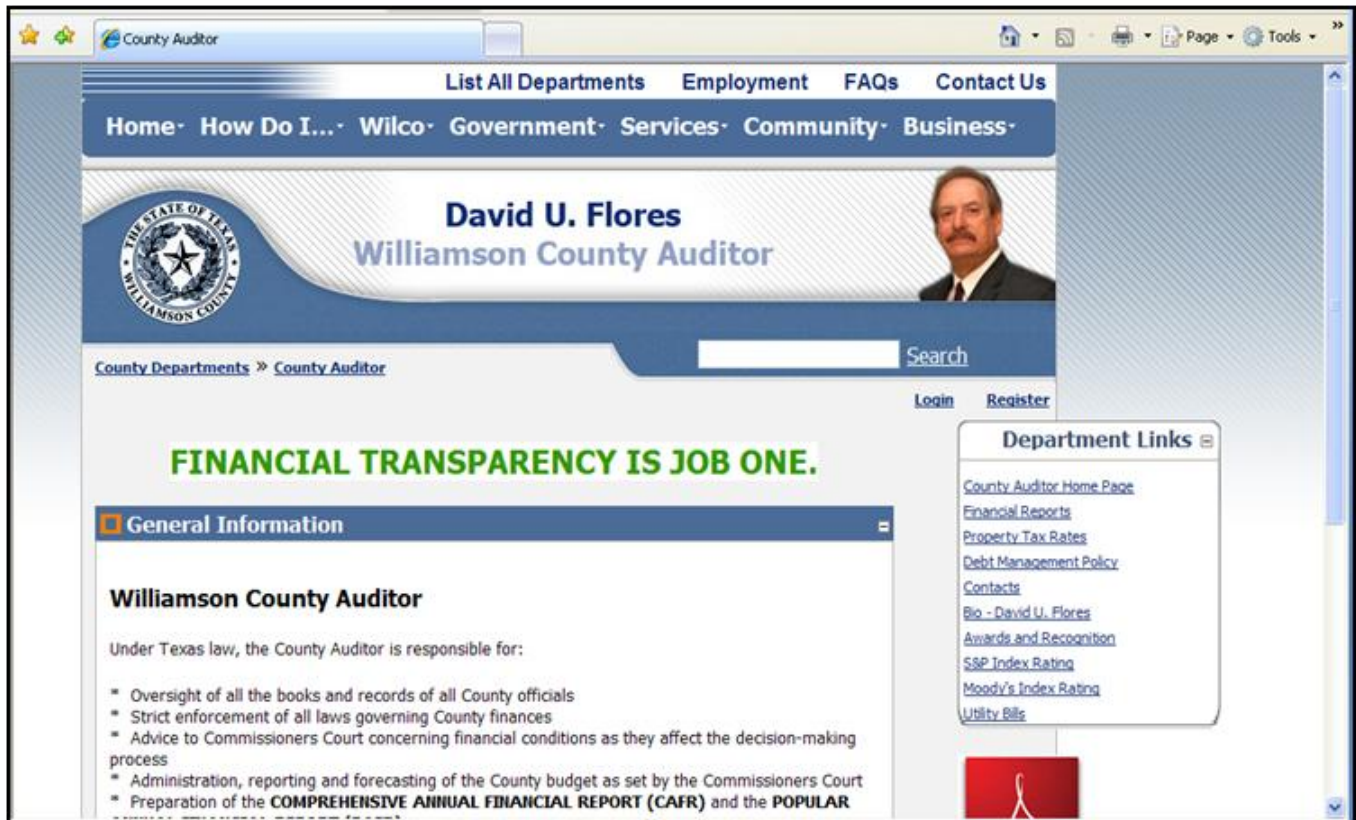 County Auditor
Page
Tools
»
List All Departments Employment FAQs Contact Us
Home How Do I... Wilco Government Services Community Business
THE STATE OF TEXAS
WILLIAMSON COUNTY
David U. Flores
Williamson County Auditor
Search
County Departments » County Auditor
Login Register
FINANCIAL TRANSPARENCY IS JOB ONE.
General Information
Williamson County Auditor
Under Texas law, the County Auditor is responsible for:
* Oversight of all the books and records of all County officials
* Strict enforcement of all laws governing County finances
* Advice to Commissioners Court concerning financial conditions as they affect the decision-making
process
* Administration, reporting and forecasting of the County budget as set by the Commissioners Court
* Preparation of the COMPREHENSIVE ANNUAL FINANCIAL REPORT (CAFR) and the POPULAR
Department Links
County Auditor Home Page
Financial Reports
Property Tax Rates
Debt Management Policy
Contacts
Bio - David U. Flores
Awards and Recognition
S&P Index Rating
Moody's Index Rating
Utility Bills